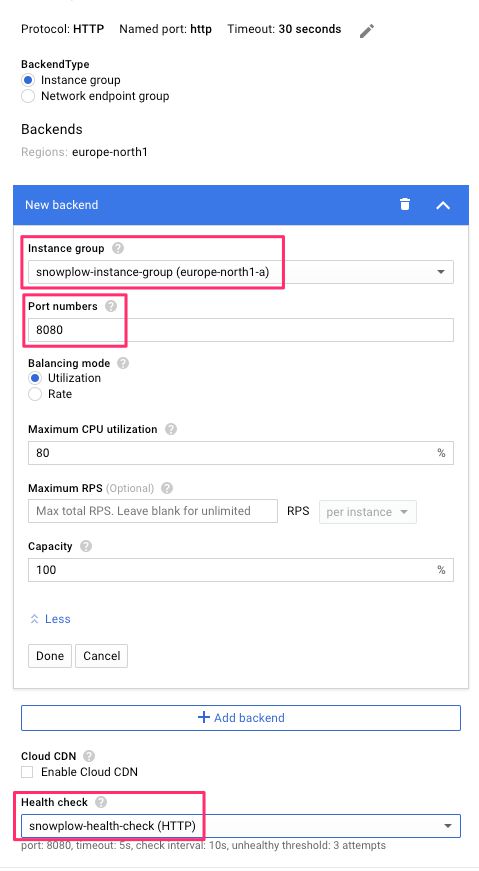 Protocol: HTTP Named port: http Timeout: 30 seconds
BackendType
Instance group
Network endpoint group
Backends
Regions: europe-north1
New backend
Instance group
snowplow-instance-group (europe-north1-a)
Port numbers
8080
Balancing mode
Utilization
Rate
Maximum CPU utilization
80 %
Maximum RPS (Optional)
Max total RPS. Leave blank for unlimited RPS per instance
Capacity
100 %
Less
Done Cancel
Add backend
Cloud CDN
Enable Cloud CDN
Health check
snowplow-health-check (HTTP)
port: 8080, timeout: 5s, check interval: 10s, unhealthy threshold: 3 attempts